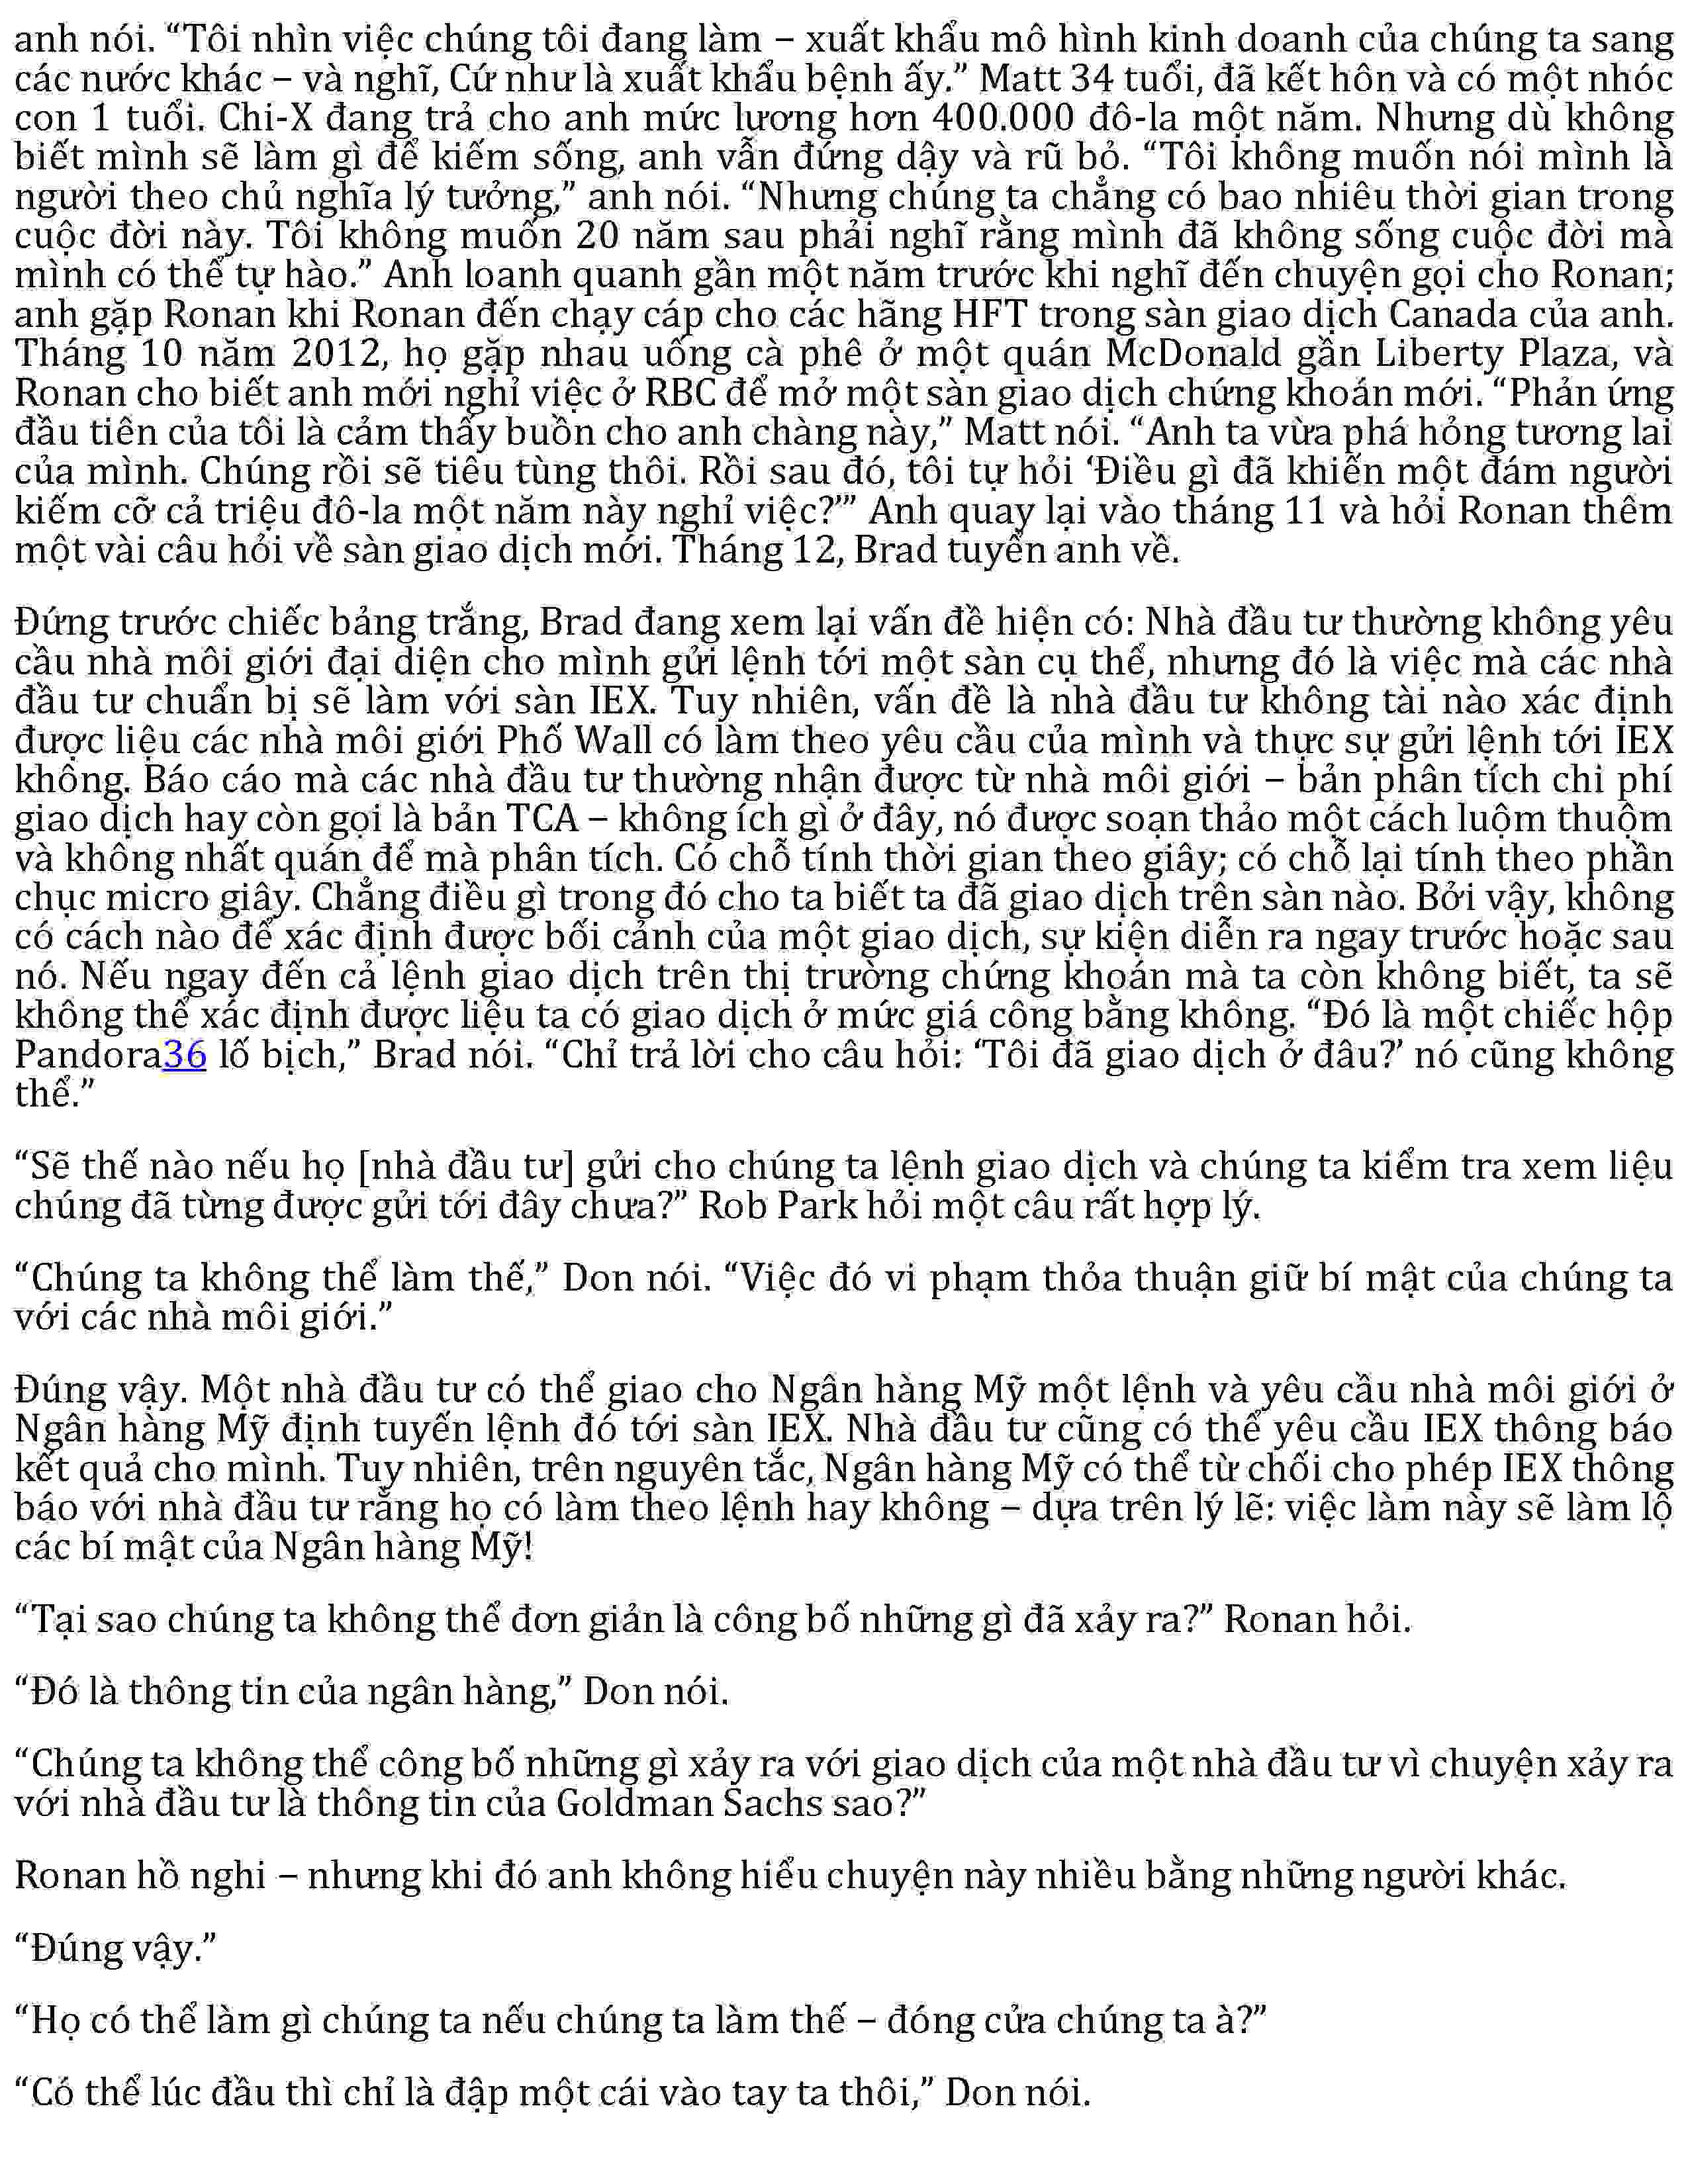 anh nói. “Tôi nhìn việc chúng tôi đang làm – xuất khẩu mô hình kinh doanh của chúng ta sang
các nước khác – và nghĩ, Cứ như là xuất khẩu bệnh ấy.” Matt 34 tuổi, đã kết hôn và có một nhóc
con 1 tuổi. Chi-X đang trả cho anh mức lương hơn 400.000 đô-la một năm. Nhưng dù không
biết mình sẽ làm gì để kiếm sống, anh vẫn đứng dậy và rũ bỏ. “Tôi không muốn nói mình là
người theo chủ nghĩa lý tưởng,” anh nói. “Nhưng chúng ta chẳng có bao nhiêu thời gian trong
cuộc đời này. Tôi không muốn 20 năm sau phải nghĩ rằng mình đã không sống cuộc đời mà
mình có thể tự hào.” Anh loanh quanh gần một năm trước khi nghĩ đến chuyện gọi cho Ronan;
anh gặp Ronan khi Ronan đến chạy cáp cho các hãng HFT trong sàn giao dịch Canada của anh.
Tháng 10 năm 2012, họ gặp nhau uống cà phê ở một quán McDonald gần Liberty Plaza, và
Ronan cho biết anh mới nghỉ việc ở RBC để mở một sàn giao dịch chứng khoán mới. “Phản ứng
đầu tiên của tôi là cảm thấy buồn cho anh chàng này,” Matt nói. “Anh ta vừa phá hỏng tương lai
của mình. Chúng rồi sẽ tiêu tùng thôi. Rồi sau đó, tôi tự hỏi ‘Điều gì đã khiến một đám người
kiếm cỡ cả triệu đô-la một năm này nghỉ việc?’” Anh quay lại vào tháng 11 và hỏi Ronan thêm
một vài câu hỏi về sàn giao dịch mới. Tháng 12, Brad tuyển anh về.
Đứng trước chiếc bảng trắng, Brad đang xem lại vấn đề hiện có: Nhà đầu tư thường không yêu
cầu nhà môi giới đại diện cho mình gửi lệnh tới một sàn cụ thể, nhưng đó là việc mà các nhà
đầu tư chuẩn bị sẽ làm với sàn IEX. Tuy nhiên, vấn đề là nhà đầu tư không tài nào xác định
được liệu các nhà môi giới Phố Wall có làm theo yêu cầu của mình và thực sự gửi lệnh tới IEX
không. Báo cáo mà các nhà đầu tư thường nhận được từ nhà môi giới – bản phân tích chi phí
giao dịch hay còn gọi là bản TCA – không ích gì ở đây, nó được soạn thảo một cách luộm thuộm
và không nhất quán để mà phân tích. Có chỗ tính thời gian theo giây; có chỗ lại tính theo phần
chục micro giây. Chẳng điều gì trong đó cho ta biết ta đã giao dịch trên sàn nào. Bởi vậy, không
có cách nào để xác định được bối cảnh của một giao dịch, sự kiện diễn ra ngay trước hoặc sau
nó. Nếu ngay đến cả lệnh giao dịch trên thị trường chứng khoán mà ta còn không biết, ta sẽ
không thể xác định được liệu ta có giao dịch ở mức giá công bằng không. “Đó là một chiếc hộp
Pandora36 lố bịch,” Brad nói. “Chỉ trả lời cho câu hỏi: ‘Tôi đã giao dịch ở đâu?’ nó cũng không
thể.”
“Sẽ thế nào nếu họ [nhà đầu tư] gửi cho chúng ta lệnh giao dịch và chúng ta kiểm tra xem liệu
chúng đã từng được gửi tới đây chưa?” Rob Park hỏi một câu rất hợp lý.
“Chúng ta không thể làm thế,” Don nói. “Việc đó vi phạm thỏa thuận giữ bí mật của chúng ta
với các nhà môi giới.”
Đúng vậy. Một nhà đầu tư có thể giao cho Ngân hàng Mỹ một lệnh và yêu cầu nhà môi giới ở
Ngân hàng Mỹ định tuyến lệnh đó tới sàn IEX. Nhà đầu tư cũng có thể yêu cầu IEX thông báo
kết quả cho mình. Tuy nhiên, trên nguyên tắc, Ngân hàng Mỹ có thể từ chối cho phép IEX thông
báo với nhà đầu tư rằng họ có làm theo lệnh hay không – dựa trên lý lẽ: việc làm này sẽ làm lộ
các bí mật của Ngân hàng Mỹ!
“Tại sao chúng ta không thể đơn giản là công bố những gì đã xảy ra?” Ronan hỏi.
“Đó là thông tin của ngân hàng,” Don nói.
“Chúng ta không thể công bố những gì xảy ra với giao dịch của một nhà đầu tư vì chuyện xảy ra
với nhà đầu tư là thông tin của Goldman Sachs sao?”
Ronan hồ nghi – nhưng khi đó anh không hiểu chuyện này nhiều bằng những người khác.
“Đúng vậy.”
“Họ có thể làm gì chúng ta nếu chúng ta làm thế – đóng cửa chúng ta à?”
“Có thể lúc đầu thì chỉ là đập một cái vào tay ta thôi,” Don nói.